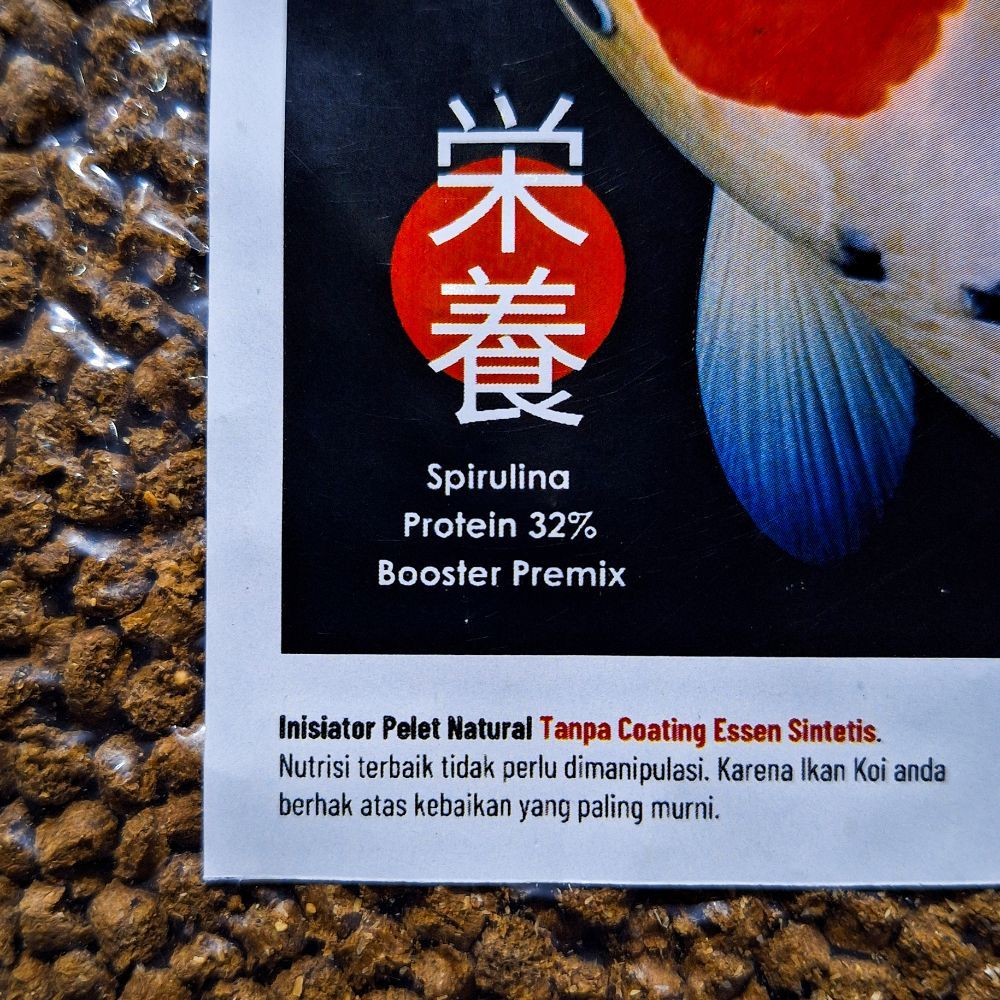 栄養
Spirulina
Protein 32%
Booster Premix
Inisiator Pelet Natural Tanpa Coating Essen Sintetis.
Nutrisi terbaik tidak perlu dimanipulasi. Karena Ikan Koi anda
berhak atas kebaikan yang paling murni.